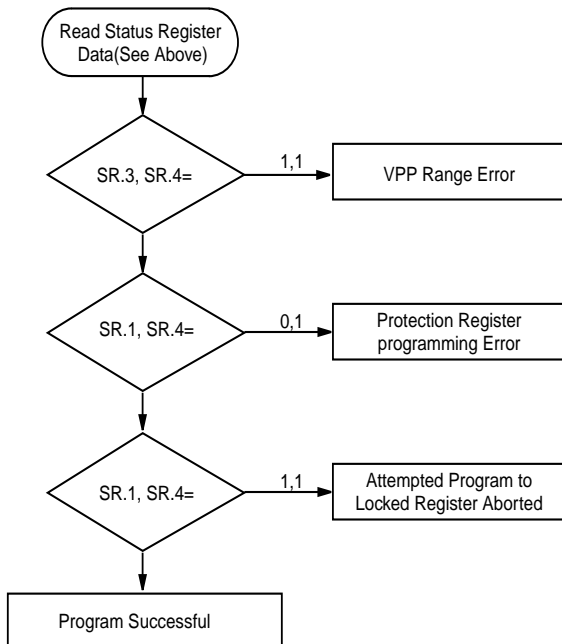 Read Status Register
Data(See Above)
SR.3, SR.4=
1,1
VPP Range Error
SR.1, SR.4=
0,1
Protection Register
programming Error
SR.1, SR.4=
1,1
Attempted Program to
Locked Register Aborted
Program Successful